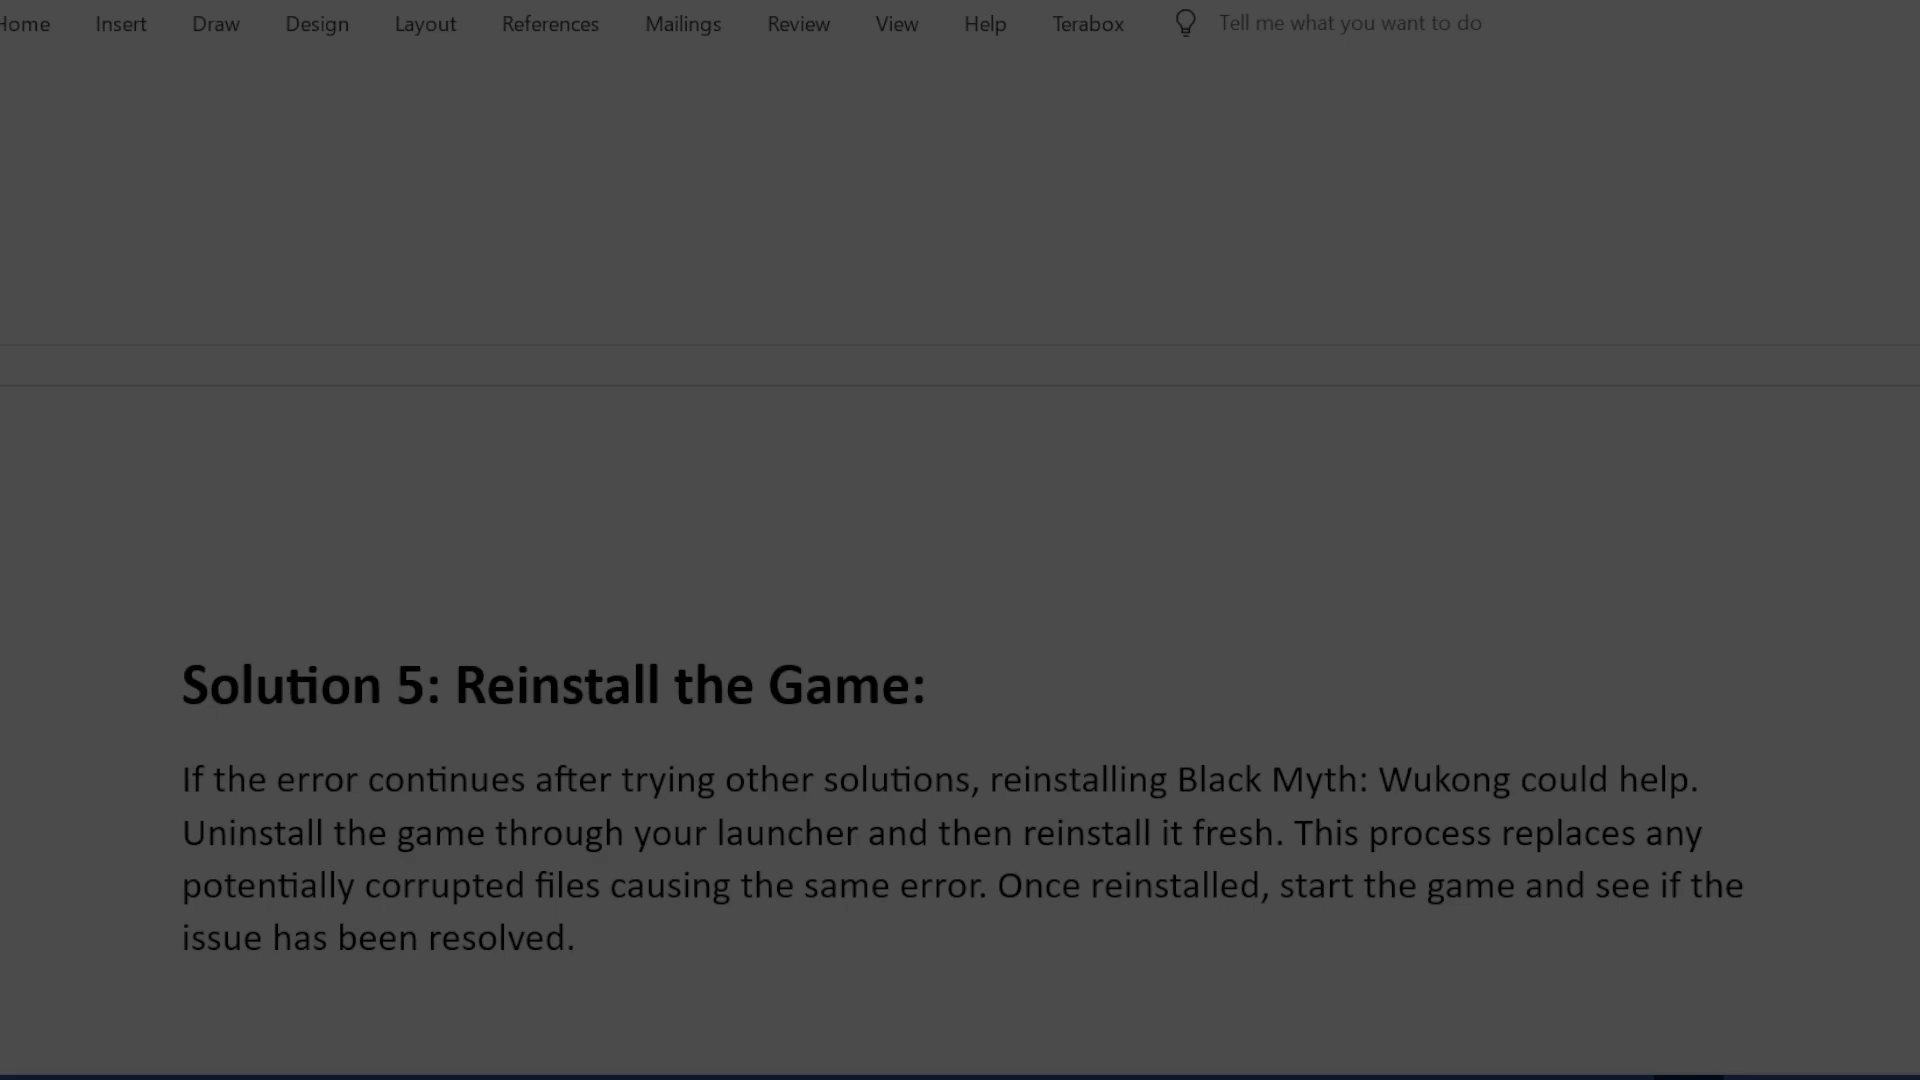 Home Insert Draw Design Layout References Mailings Review View Help Terabox Tell me what you want to do
Solution 5: Reinstall the Game:
If the error continues after trying other solutions, reinstalling Black Myth: Wukong could help.
Uninstall the game through your launcher and then reinstall it fresh. This process replaces any
potentially corrupted files causing the same error. Once reinstalled, start the game and see if the
issue has been resolved.